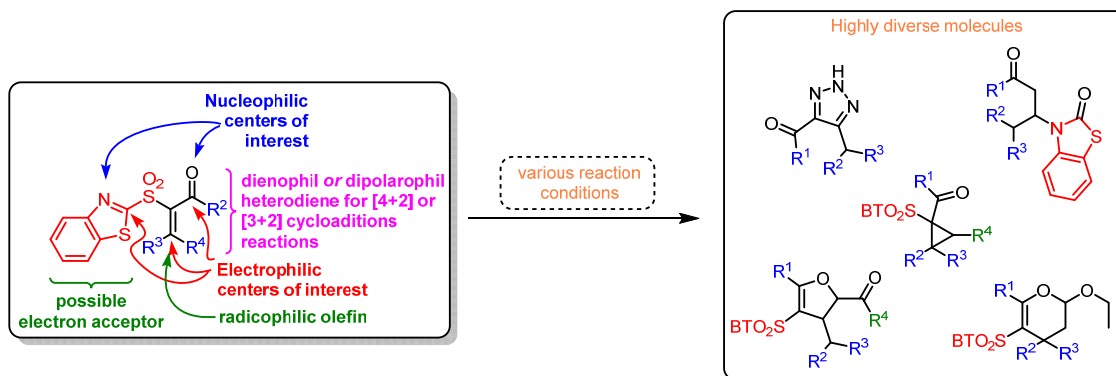 Nucleophilic
centers of
interest
O
O2
S
N
S
R2
R3 R4
dienophil or dipolarophil
heterodiene for [4+2] or
[3+2] cycloaditions
reactions
Electrophilic
centers of interest
possible
electron acceptor
radicophilic olefin
various reaction
conditions
Highly diverse molecules
H
N
N N
O
R1
R2 R3
O
R1
R2
R3
O
N
S
R1
O
BTO2S
R4
R2 R3
R1
O
O
BTO2S
R4
R2 R3
R1
O
O
BTO2S
R2 R3